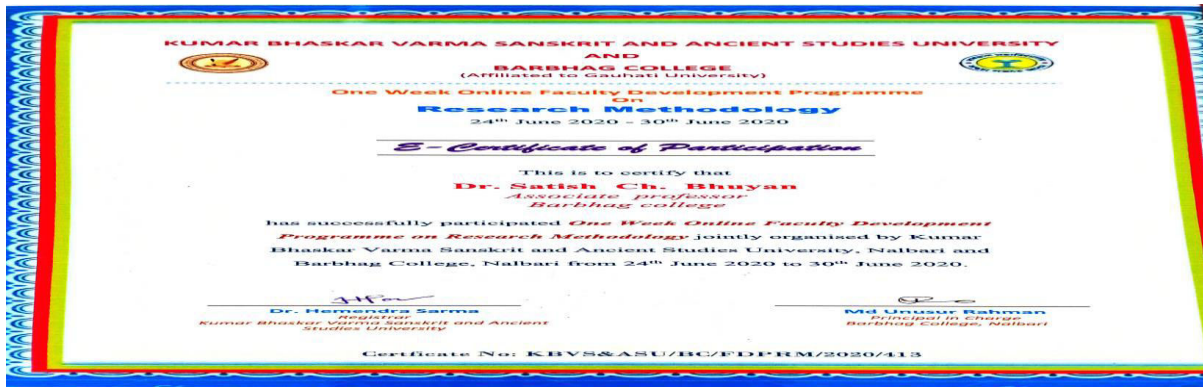 KUMAR BHASKAR VARMA SANSKRIT AND ANCIENT STUDIES UNIVERSITY
AND
BARBHAG COLLEGE
(Affiliated to Gauhati University)
One Week Online Faculty Development Programme
On
Research Methodology
24th June 2020 - 30th June 2020
E - Certificate of Participation
This is to certify that
Dr. Satish Ch. Bhuyan
Associate professor
Barbhag college
has successfully participated One Week Online Faculty Development
Programme on Research Methodology jointly organised by Kumar
Bhaskar Varma Sanskrit and Ancient Studies University, Nalbari and
Barbhag College, Nalbari from 24th June 2020 to 30th June 2020.
Dr. Hemendra Sarma
Registrar
Kumar Bhaskar Varma Sanskrit and Ancient
Studies University
Md Unusur Rahman
Principal in Charge
Barbhag College, Nalbari
Certificate No: KBVS&ASU/BC/FDPRM/2020/413